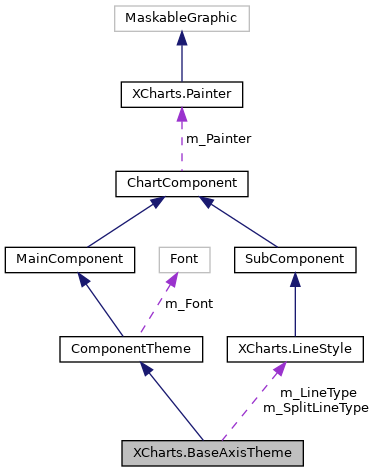 MaskableGraphic
XCharts.Painter
m_Painter
ChartComponent
MainComponent
Font
SubComponent
m_Font
ComponentTheme
XCharts.LineStyle
m_LineType
m_SplitLineType
XCharts.BaseAxisTheme